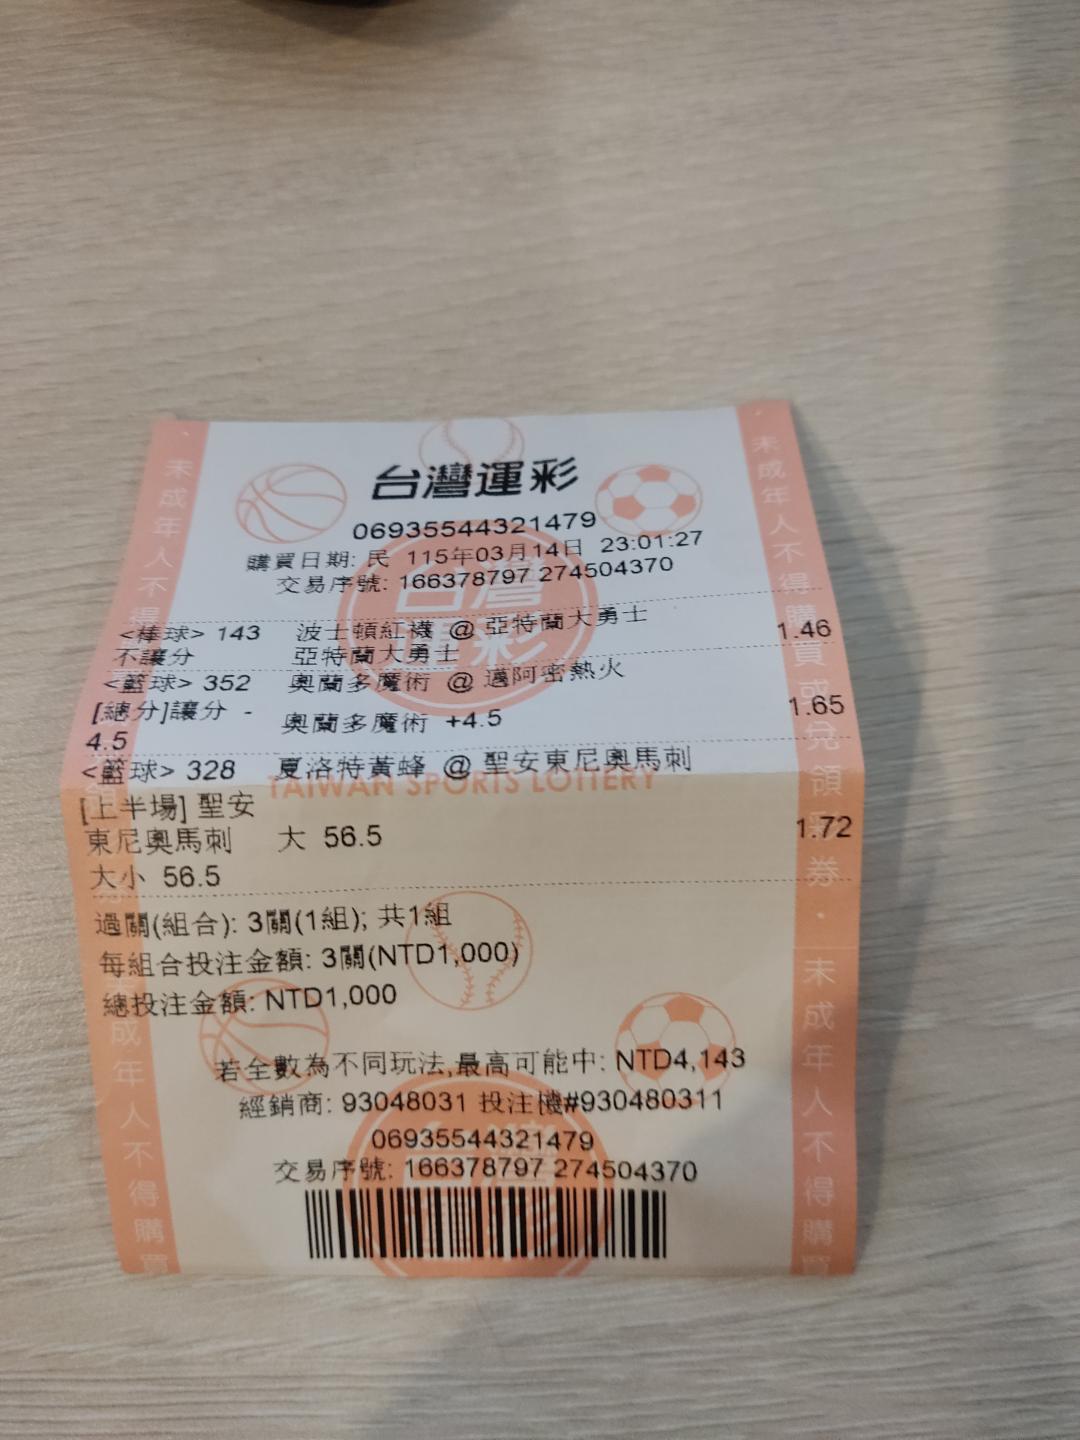 台灣運彩
06935544321479
購買日期: 民 115年03月14日 23:01:27
交易序號: 166378797 274504370
<棒球> 143 波士頓紅襪 @ 亞特蘭大勇士
不讓分 亞特蘭大勇士 1.46
<籃球> 352 奧蘭多魔術 @ 邁阿密熱火
[總分]讓分 - 奧蘭多魔術 +4.5 1.65
4.5
<籃球> 328 夏洛特黃蜂 @ 聖安東尼奧馬刺
TAIWAN SPORTS LOTTERY
[上半場] 聖安
東尼奧馬刺 大 56.5 1.72
大小 56.5
過關(組合): 3關(1組); 共1組
每組合投注金額: 3關(NTD1,000)
總投注金額: NTD1,000
若全數為不同玩法,最高可能中: NTD4,143
經銷商: 93048031 投注機#930480311
06935544321479
交易序號: 166378797 274504370
未成年人不得
成年人不得購買
未成年人不得購買或兌領彩券．未成年人不得購買